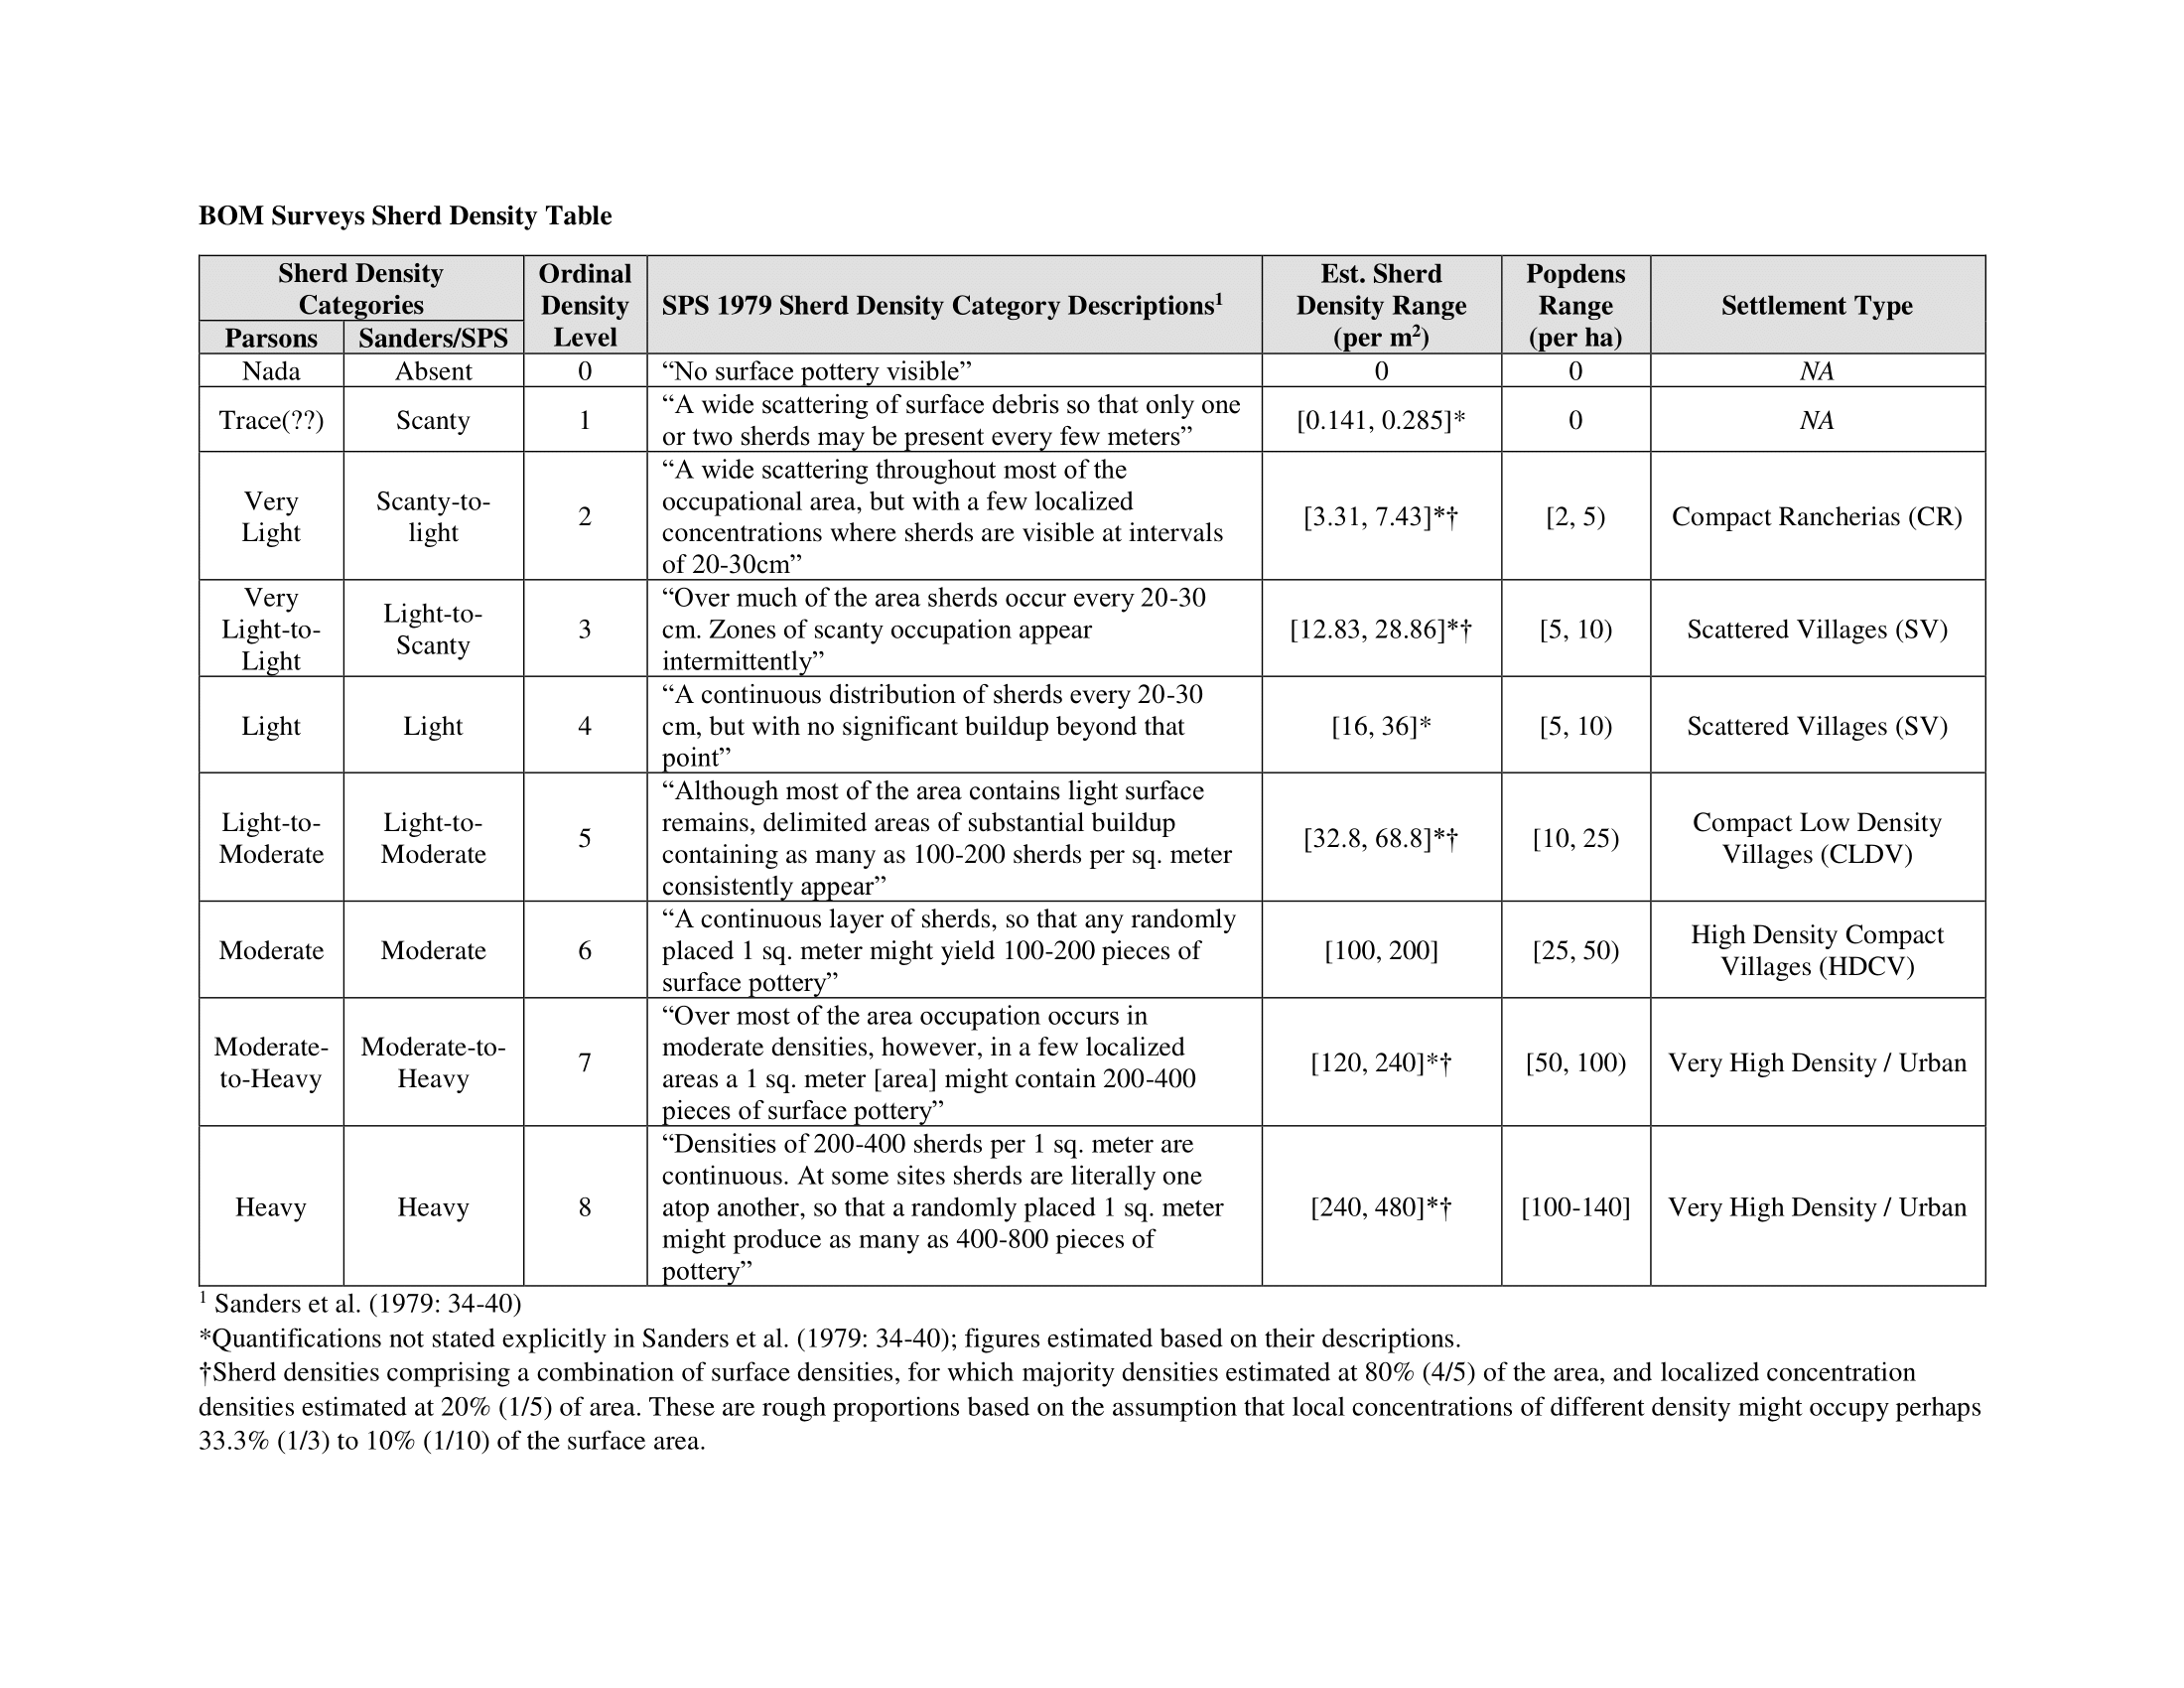 BOM Surveys Sherd Density Table
Sherd Density
Categories
Parsons
Sanders/SPS
Ordinal
Density
Level
SPS 1979 Sherd Density Category Descriptions¹
Est. Sherd
Density Range
(per m²)
Popdens
Range
(per ha)
Settlement Type
Nada
Absent
0
“No surface pottery visible”
0
0
NA
Trace(??)
Scanty
1
“A wide scattering of surface debris so that only one
or two sherds may be present every few meters”
[0.141, 0.285]*
0
NA
Very
Light
Scanty-to-
light
2
“A wide scattering throughout most of the
occupational area, but with a few localized
concentrations where sherds are visible at intervals
of 20-30cm”
[3.31, 7.43]*†
[2, 5)
Compact Rancherias (CR)
Very
Light-to-
Light
Light-to-
Scanty
3
“Over much of the area sherds occur every 20-30
cm. Zones of scanty occupation appear
intermittently”
[12.83, 28.86]*†
[5, 10)
Scattered Villages (SV)
Light
Light
4
“A continuous distribution of sherds every 20-30
cm, but with no significant buildup beyond that
point”
[16, 36]*
[5, 10)
Scattered Villages (SV)
Light-to-
Moderate
Light-to-
Moderate
5
“Although most of the area contains light surface
remains, delimited areas of substantial buildup
containing as many as 100-200 sherds per sq. meter
consistently appear”
[32.8, 68.8]*†
[10, 25)
Compact Low Density
Villages (CLDV)
Moderate
Moderate
6
“A continuous layer of sherds, so that any randomly
placed 1 sq. meter might yield 100-200 pieces of
surface pottery”
[100, 200]
[25, 50)
High Density Compact
Villages (HDCV)
Moderate-
to-Heavy
Moderate-to-
Heavy
7
“Over most of the area occupation occurs in
moderate densities, however, in a few localized
areas a 1 sq. meter [area] might contain 200-400
pieces of surface pottery”
[120, 240]*†
[50, 100)
Very High Density / Urban
Heavy
Heavy
8
“Densities of 200-400 sherds per 1 sq. meter are
continuous. At some sites sherds are literally one
atop another, so that a randomly placed 1 sq. meter
might produce as many as 400-800 pieces of
pottery”
[240, 480]*†
[100-140]
Very High Density / Urban
¹ Sanders et al. (1979: 34-40)
*Quantifications not stated explicitly in Sanders et al. (1979: 34-40); figures estimated based on their descriptions.
†Sherd densities comprising a combination of surface densities, for which majority densities estimated at 80% (4/5) of the area, and localized concentration
densities estimated at 20% (1/5) of area. These are rough proportions based on the assumption that local concentrations of different density might occupy perhaps
33.3% (1/3) to 10% (1/10) of the surface area.